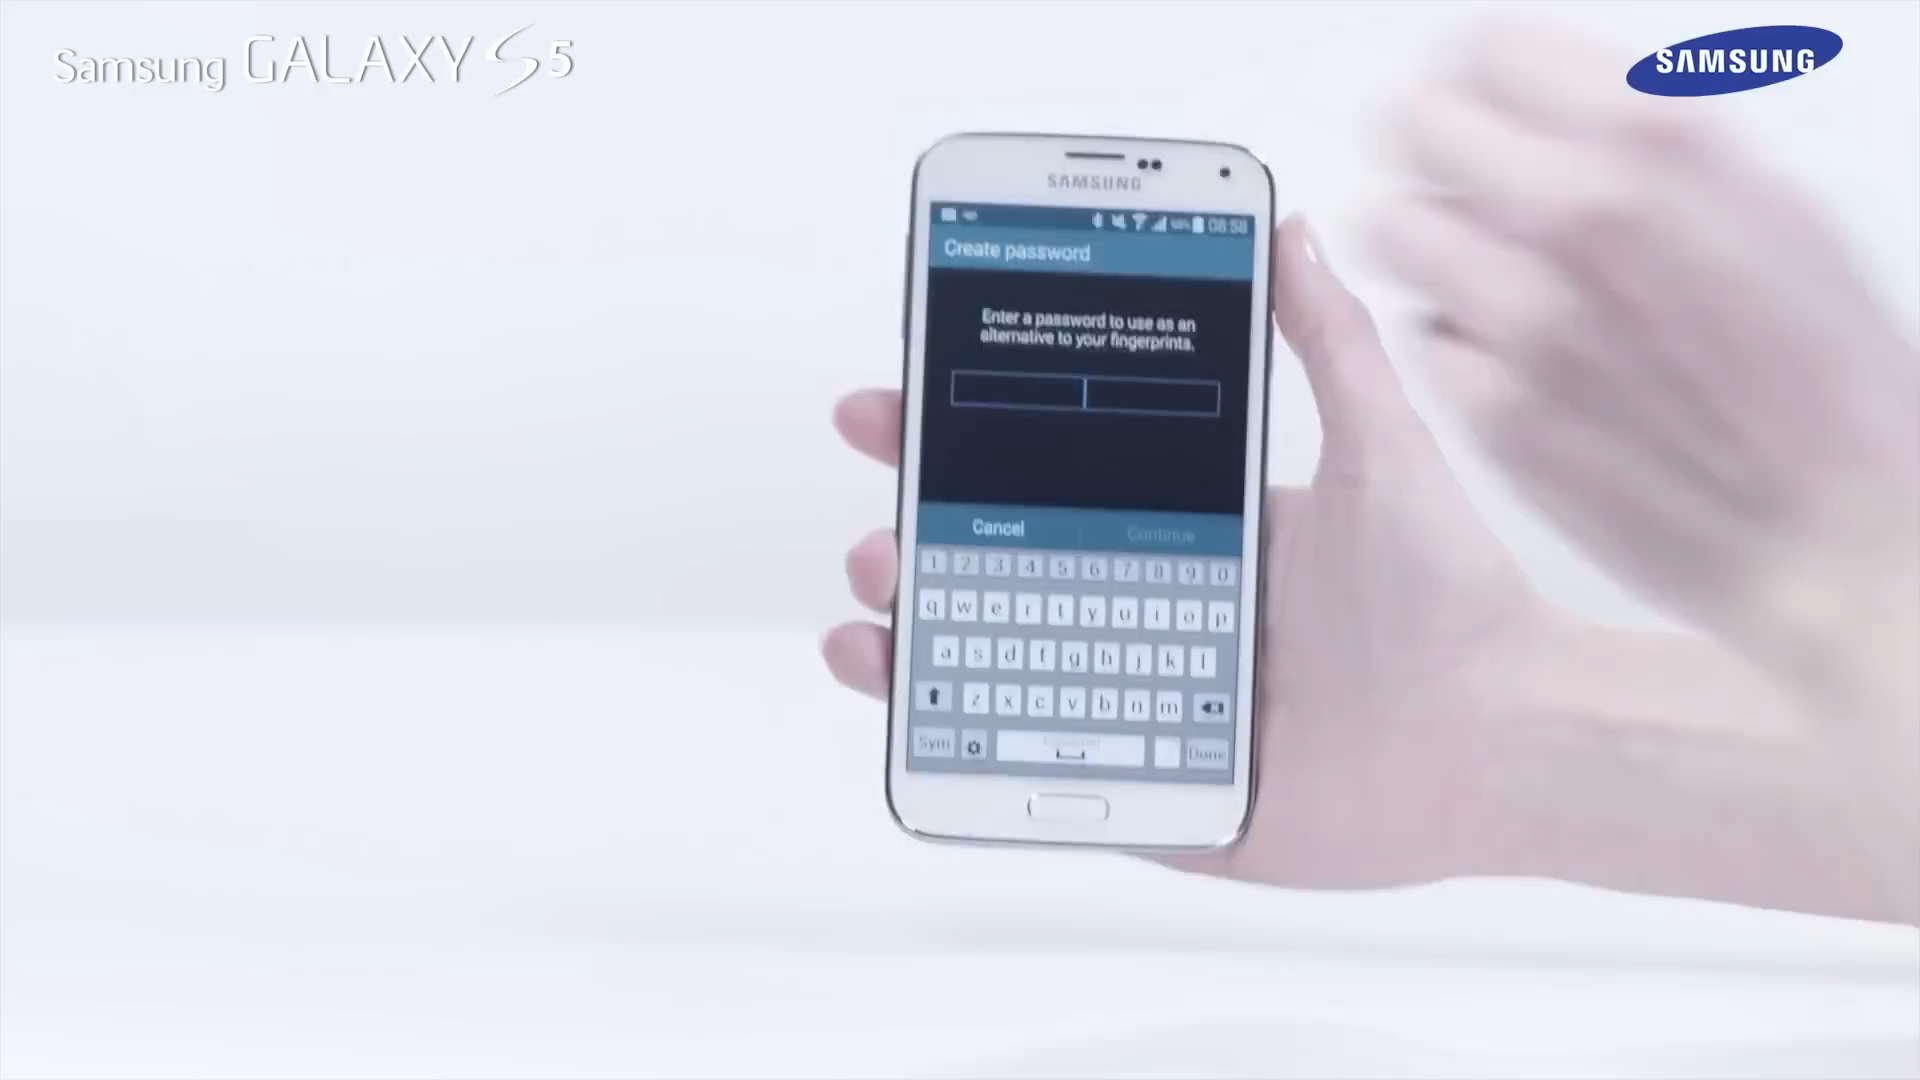 Samsung GALAXY S5
SAMSUNG
SAMSUNG
08:58
Create password
Enter a password to use as an
alternative to your fingerprints.
Cancel Continue
1 2 3 4 5 6 7 8 9 0
q w e r t y u i o p
a s d f g h j k l
z x c v b n m
Sym Done